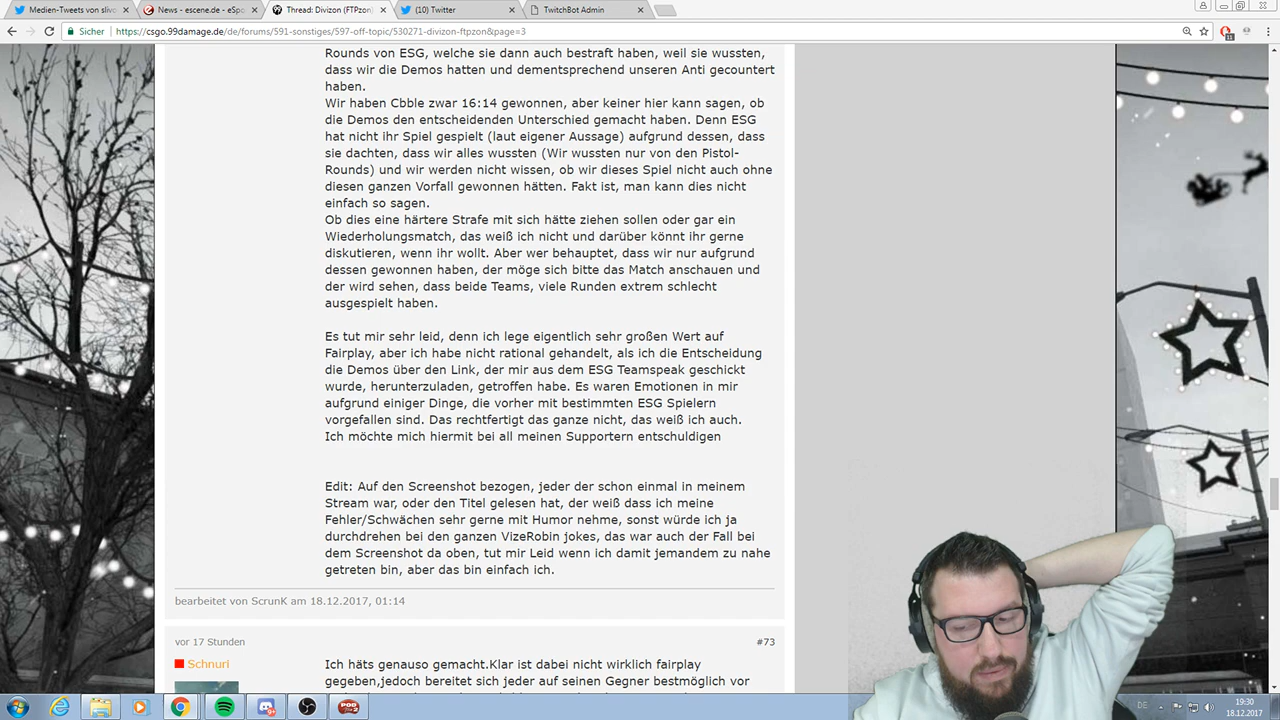 Medien-Tweets von slivo
News - escene.de - eSpo
Thread: Divizon (FTPzon)
(10) Twitter
TwitchBot Admin
Sicher
https://csgo.99damage.de/de/forums/591-sonstiges/597-off-topic/530271-divizon-ftpzon&page=3
11
Rounds von ESG, welche sie dann auch bestraft haben, weil sie wussten,
dass wir die Demos hatten und dementsprechend unseren Anti gecountert
haben.
Wir haben Cbble zwar 16:14 gewonnen, aber keiner hier kann sagen, ob
die Demos den entscheidenden Unterschied gemacht haben. Denn ESG
hat nicht ihr Spiel gespielt (laut eigener Aussage) aufgrund dessen, dass
sie dachten, dass wir alles wussten (Wir wussten nur von den Pistol-
Rounds) und wir werden nicht wissen, ob wir dieses Spiel nicht auch ohne
diesen ganzen Vorfall gewonnen hätten. Fakt ist, man kann dies nicht
einfach so sagen.
Ob dies eine härtere Strafe mit sich hätte ziehen sollen oder gar ein
Wiederholungsmatch, das weiß ich nicht und darüber könnt ihr gerne
diskutieren, wenn ihr wollt. Aber wer behauptet, dass wir nur aufgrund
dessen gewonnen haben, der möge sich bitte das Match anschauen und
der wird sehen, dass beide Teams, viele Runden extrem schlecht
ausgespielt haben.
Es tut mir sehr leid, denn ich lege eigentlich sehr großen Wert auf
Fairplay, aber ich habe nicht rational gehandelt, als ich die Entscheidung
die Demos über den Link, der mir aus dem ESG Teamspeak geschickt
wurde, herunterzuladen, getroffen habe. Es waren Emotionen in mir
aufgrund einiger Dinge, die vorher mit bestimmten ESG Spielern
vorgefallen sind. Das rechtfertigt das ganze nicht, das weiß ich auch.
Ich möchte mich hiermit bei all meinen Supportern entschuldigen
Edit: Auf den Screenshot bezogen, jeder der schon einmal in meinem
Stream war, oder den Titel gelesen hat, der weiß dass ich meine
Fehler/Schwächen sehr gerne mit Humor nehme, sonst würde ich ja
durchdrehen bei den ganzen VizeRobin jokes, das war auch der Fall bei
dem Screenshot da oben, tut mir Leid wenn ich damit jemandem zu nahe
getreten bin, aber das bin einfach ich.
bearbeitet von ScrunK am 18.12.2017, 01:14
vor 17 Stunden
#73
Schnuri
Ich häts genauso gemacht.Klar ist dabei nicht wirklich fairplay
gegeben,jedoch bereitet sich jeder auf seinen Gegner bestmöglich vor
DE
19:30
18.12.2017